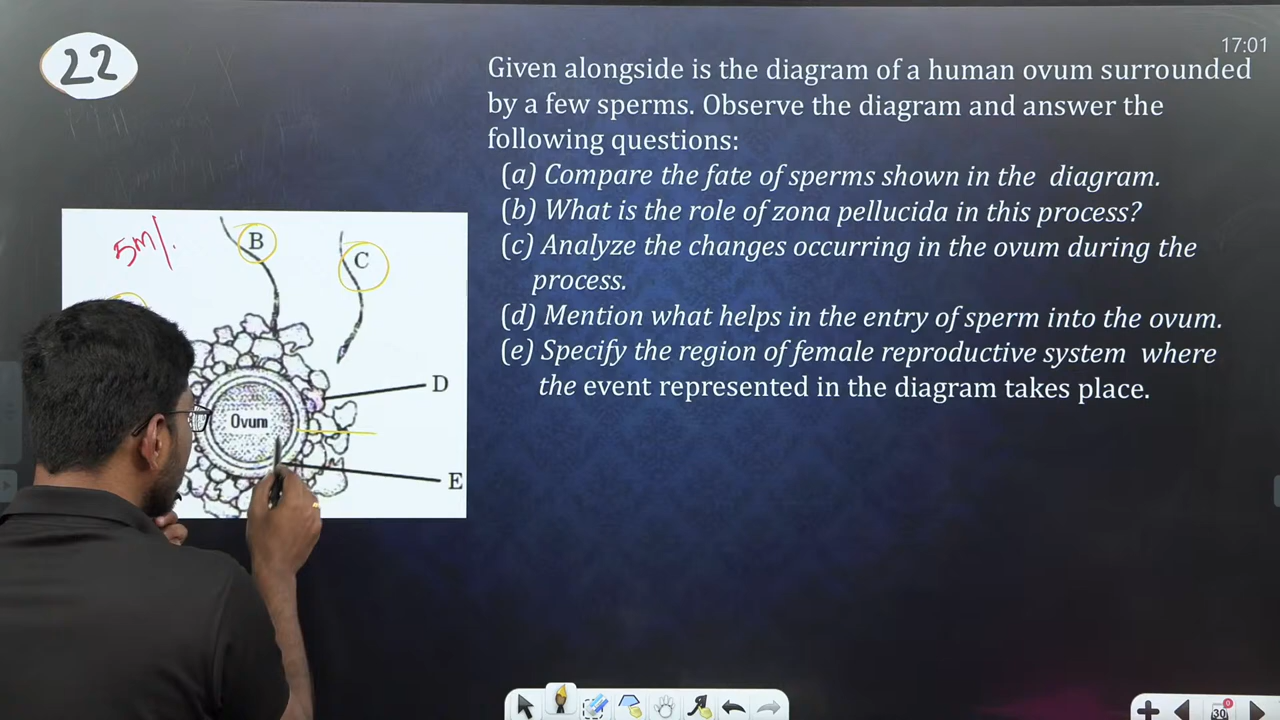 22
17:01
Given alongside is the diagram of a human ovum surrounded
by a few sperms. Observe the diagram and answer the
following questions:
(a) Compare the fate of sperms shown in the diagram.
(b) What is the role of zona pellucida in this process?
(c) Analyze the changes occurring in the ovum during the
process.
(d) Mention what helps in the entry of sperm into the ovum.
(e) Specify the region of female reproductive system where
the event represented in the diagram takes place.
5m/.
B
C
D
Ovum
E
30